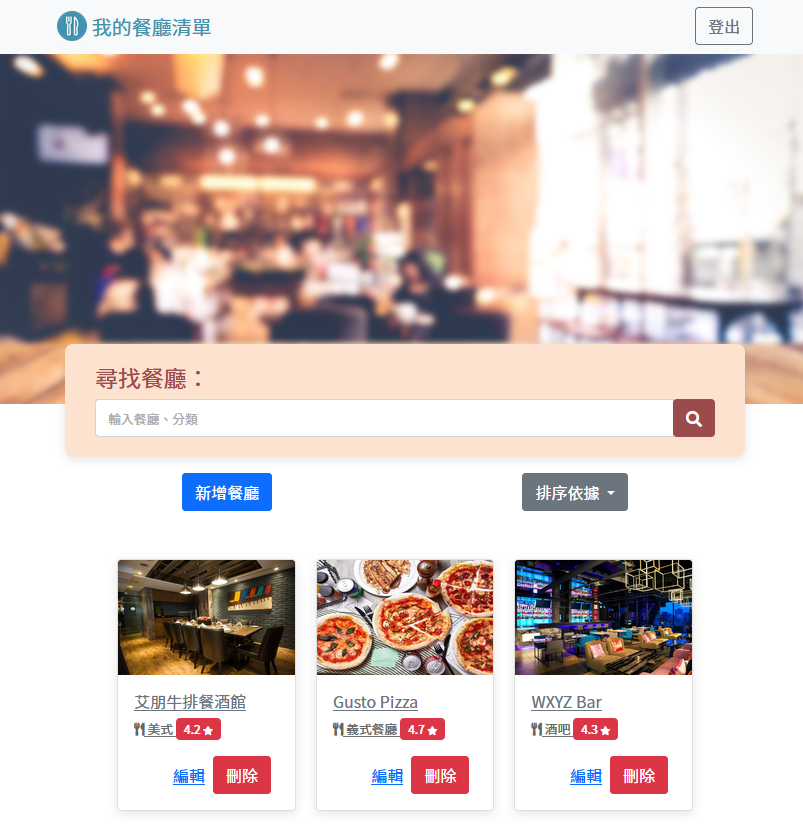 我的餐廳清單
登出
尋找餐廳：
輸入餐廳、分類
新增餐廳
排序依據
艾朋牛排餐酒館
美式 4.2
編輯 刪除
Gusto Pizza
義式餐廳 4.7
編輯 刪除
WXYZ Bar
酒吧 4.3
編輯 刪除